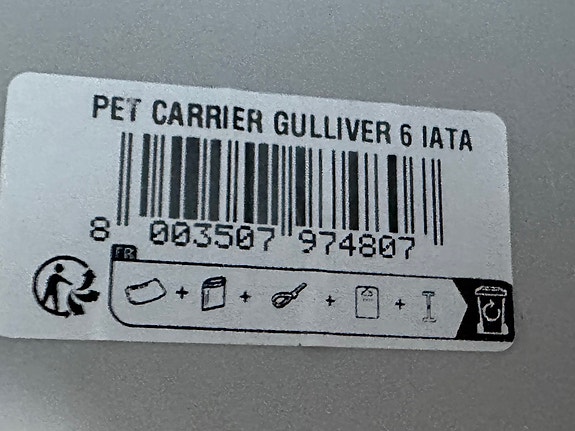 PET CARRIER GULLIVER 6 IATA
8 003507 974807
FR